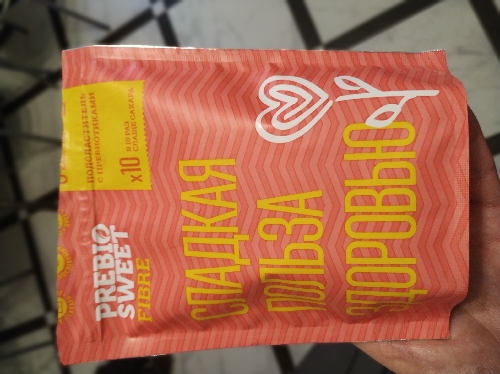 ПОДСЛАСТИТЕЛЬ
С ПРЕБИОТИКАМИ
x10 В 10 РАЗ
СЛАЩЕ САХАРА
PREBIO
SWEET
FIBRE
СЛАДКАЯ
ПОЛЬЗА
ЗДОРОВЬЮ